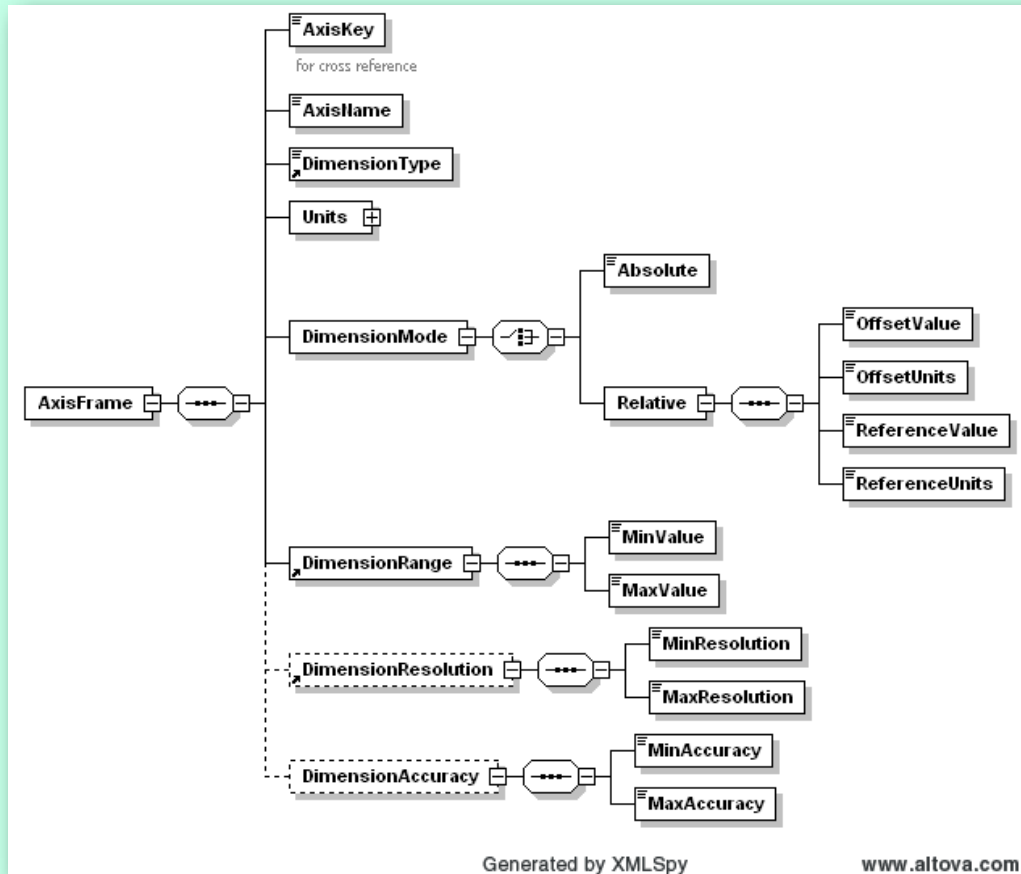 AxisKey
for cross reference
AxisName
DimensionType
Units
Absolute
DimensionMode
OffsetValue
OffsetUnits
AxisFrame
Relative
ReferenceValue
ReferenceUnits
MinValue
DimensionRange
MaxValue
MinResolution
DimensionResolution
MaxResolution
MinAccuracy
DimensionAccuracy
MaxAccuracy
Generated by XMLSpy www.altova.com